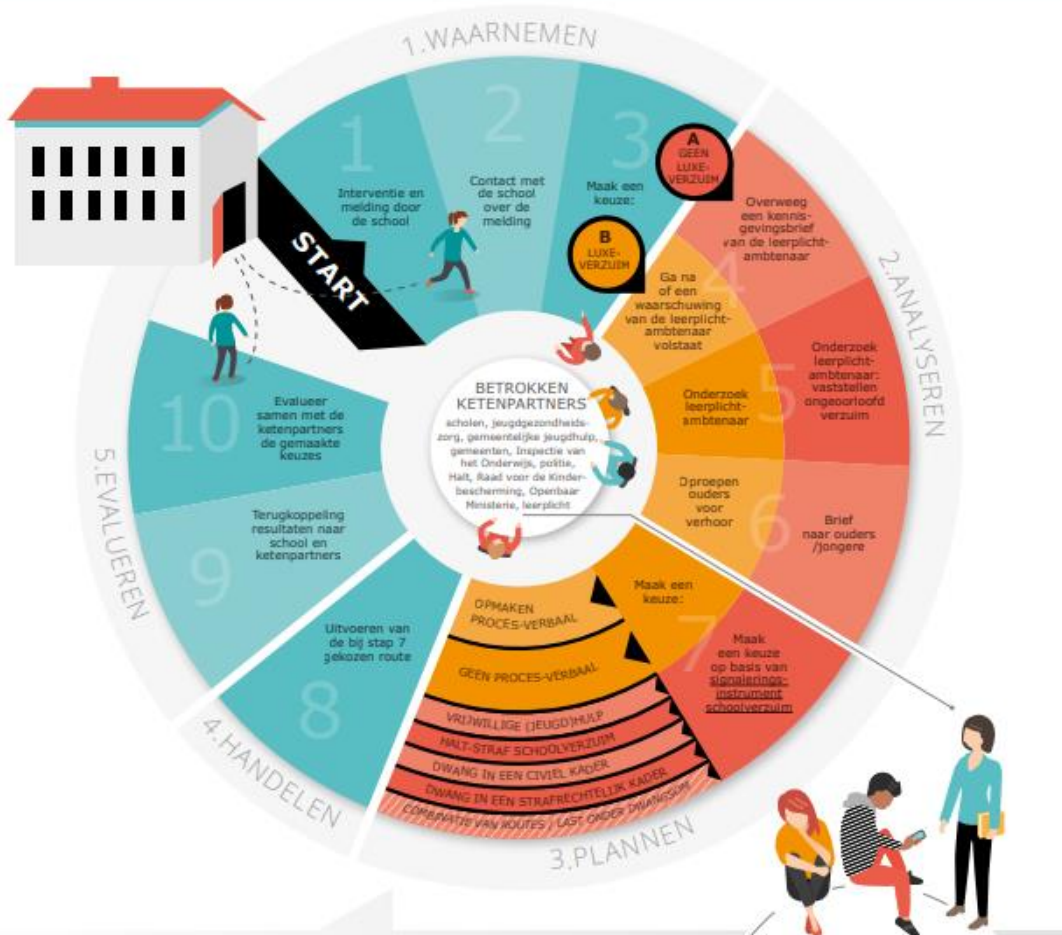 1.WAARNEMEN
1
Interventie en
melding door
de school
2
Contact met
de school
over de
melding
3
Maak een
keuze:
A
GEEN
LUXE-
VERZUIM
B
LUXE-
VERZUIM
START
2.ANALYSEREN
4
Overweeg
een kennis-
gevingsbrief
van de leerplicht-
ambtenaar
Ga na
of een
waarschuwing
van de leerplicht-
ambtenaar
volstaat
5
Onderzoek
leerplicht-
ambtenaar:
vaststellen
ongeoorloofd
verzuim
Onderzoek
leerplicht-
ambtenaar
6
Oproepen
ouders
voor
verhoor
Brief
naar ouders
/jongere
7
Maak een
keuze:
Maak
een keuze
op basis van
signalerings-
instrument
schoolverzuim
3.PLANNEN
OPMAKEN
PROCES-VERBAAL
GEEN PROCES-VERBAAL
VRIJWILLIGE (JEUGD)HULP
HALT-STRAF SCHOOLVERZUIM
DWANG IN EEN CIVIEL KADER
DWANG IN EEN STRAFRECHTELIJK KADER
COMBINATIE VAN ROUTES / LAST ONDER DWANGSOM
4.HANDELEN
8
Uitvoeren van
de bij stap 7
gekozen route
5.EVALUEREN
9
Terugkoppeling
resultaten naar
school en
ketenpartners
10
Evalueer
samen met de
ketenpartners
de gemaakte
keuzes
BETROKKEN
KETENPARTNERS
scholen, jeugdgezondheids-
zorg, gemeentelijke jeugdhulp,
gemeenten, Inspectie van
het Onderwijs, politie,
Halt, Raad voor de Kinder-
bescherming, Openbaar
Ministerie, leerplicht